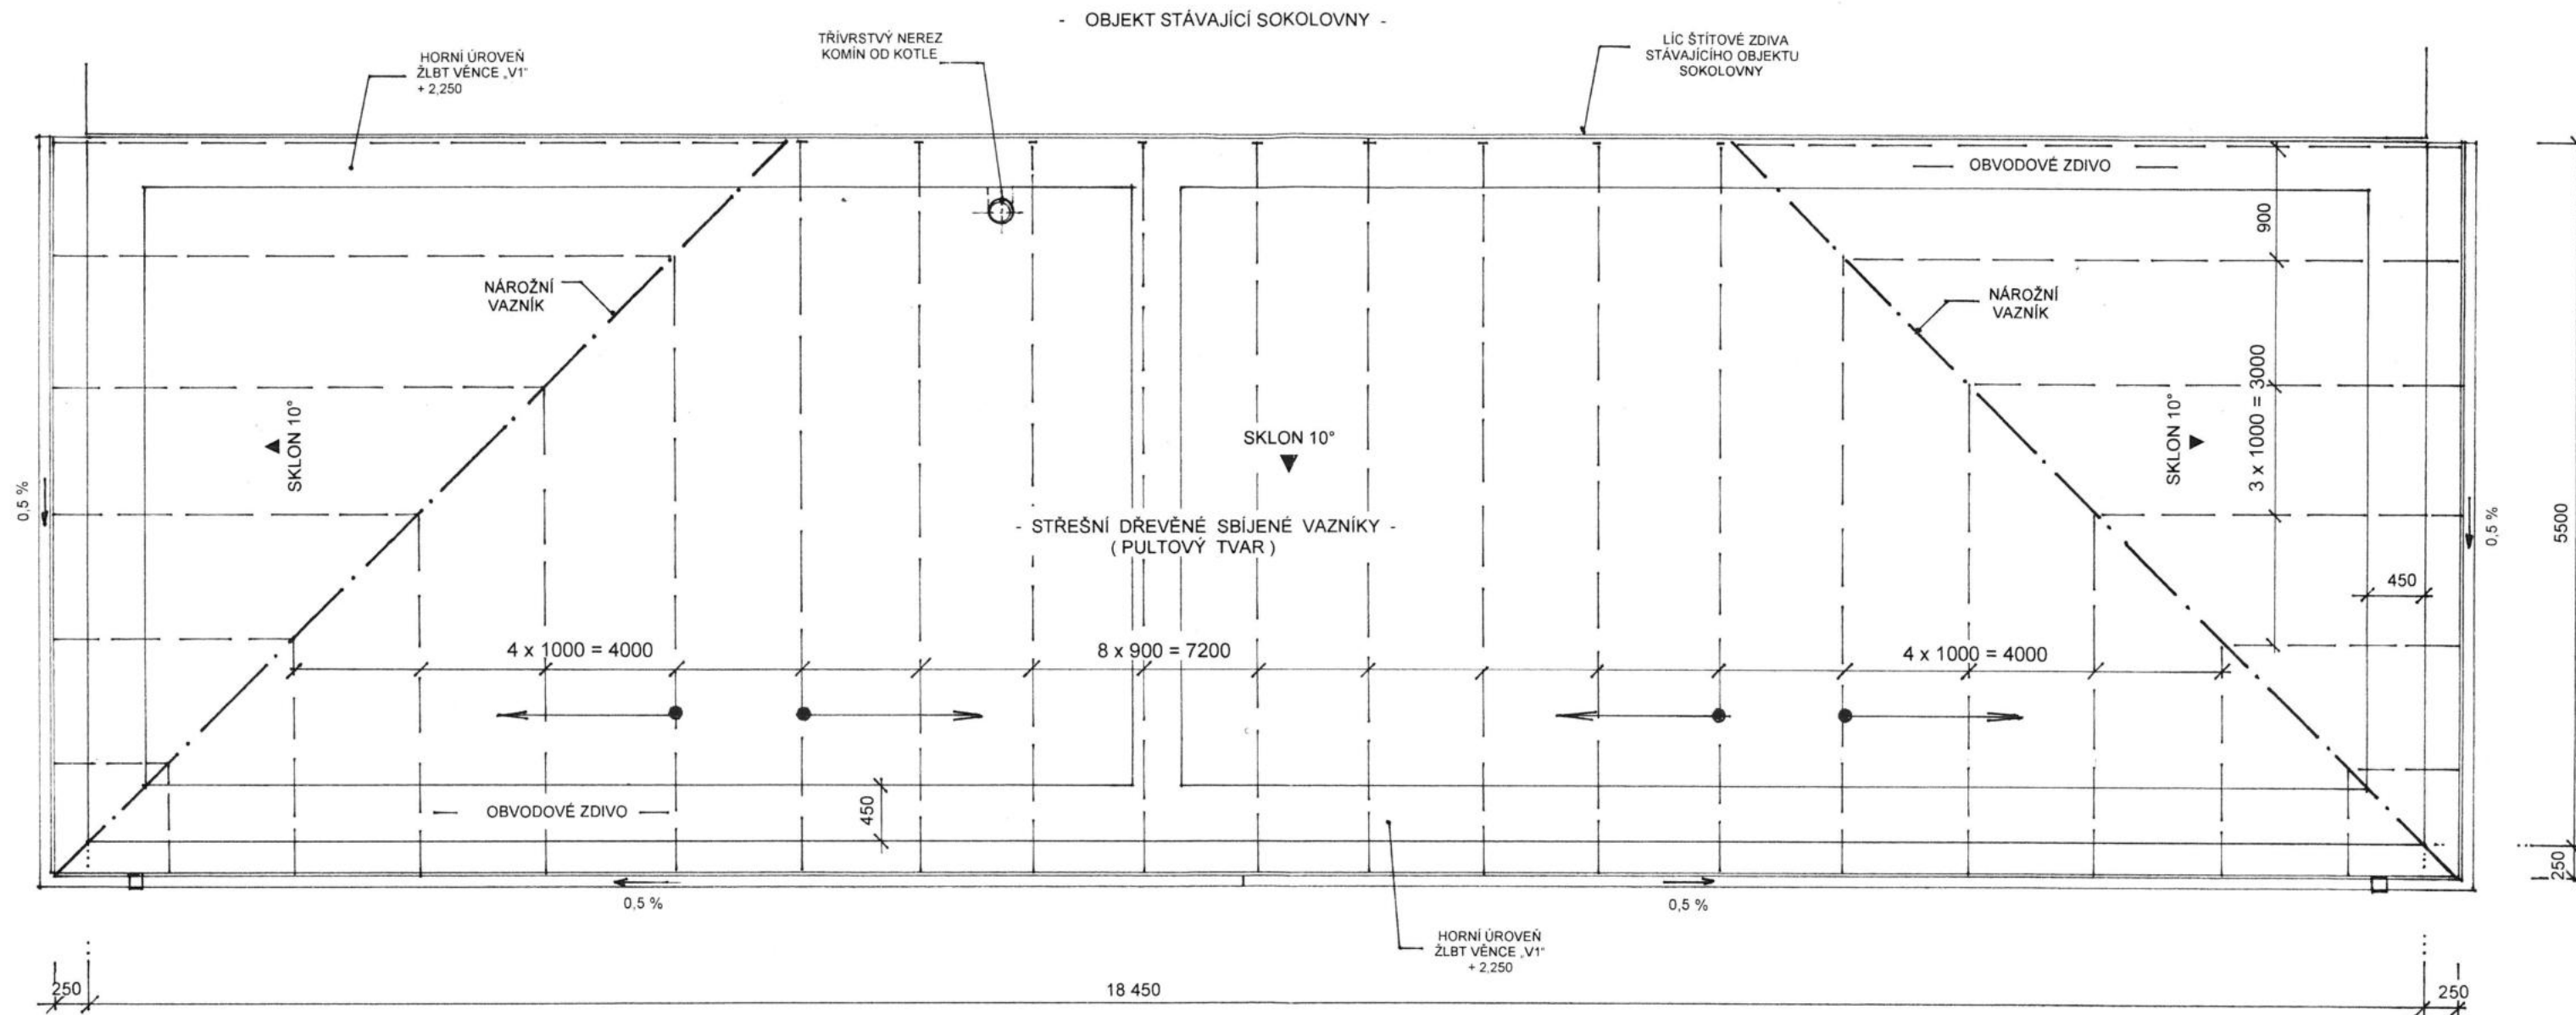 - OBJEKT STÁVAJÍCÍ SOKOLOVNY -
HORNÍ ÚROVEŇ
ŽLBT VĚNCE „V1“
+ 2,250
TŘÍVRSTVÝ NEREZ
KOMÍN OD KOTLE
LÍC ŠTÍTOVÉ ZDIVA
STÁVAJÍCÍHO OBJEKTU
SOKOLOVNY
OBVODOVÉ ZDIVO
900
NÁROŽNÍ
VAZNÍK
NÁROŽNÍ
VAZNÍK
SKLON 10°
SKLON 10°
SKLON 10°
3 x 1000 = 3000
0,5 %
0,5 %
5500
- STŘEŠNÍ DŘEVĚNÉ SBÍJENÉ VAZNÍKY -
( PULTOVÝ TVAR )
450
4 x 1000 = 4000
8 x 900 = 7200
4 x 1000 = 4000
OBVODOVÉ ZDIVO
450
250
0,5 %
0,5 %
HORNÍ ÚROVEŇ
ŽLBT VĚNCE „V1“
+ 2,250
250
18 450
250